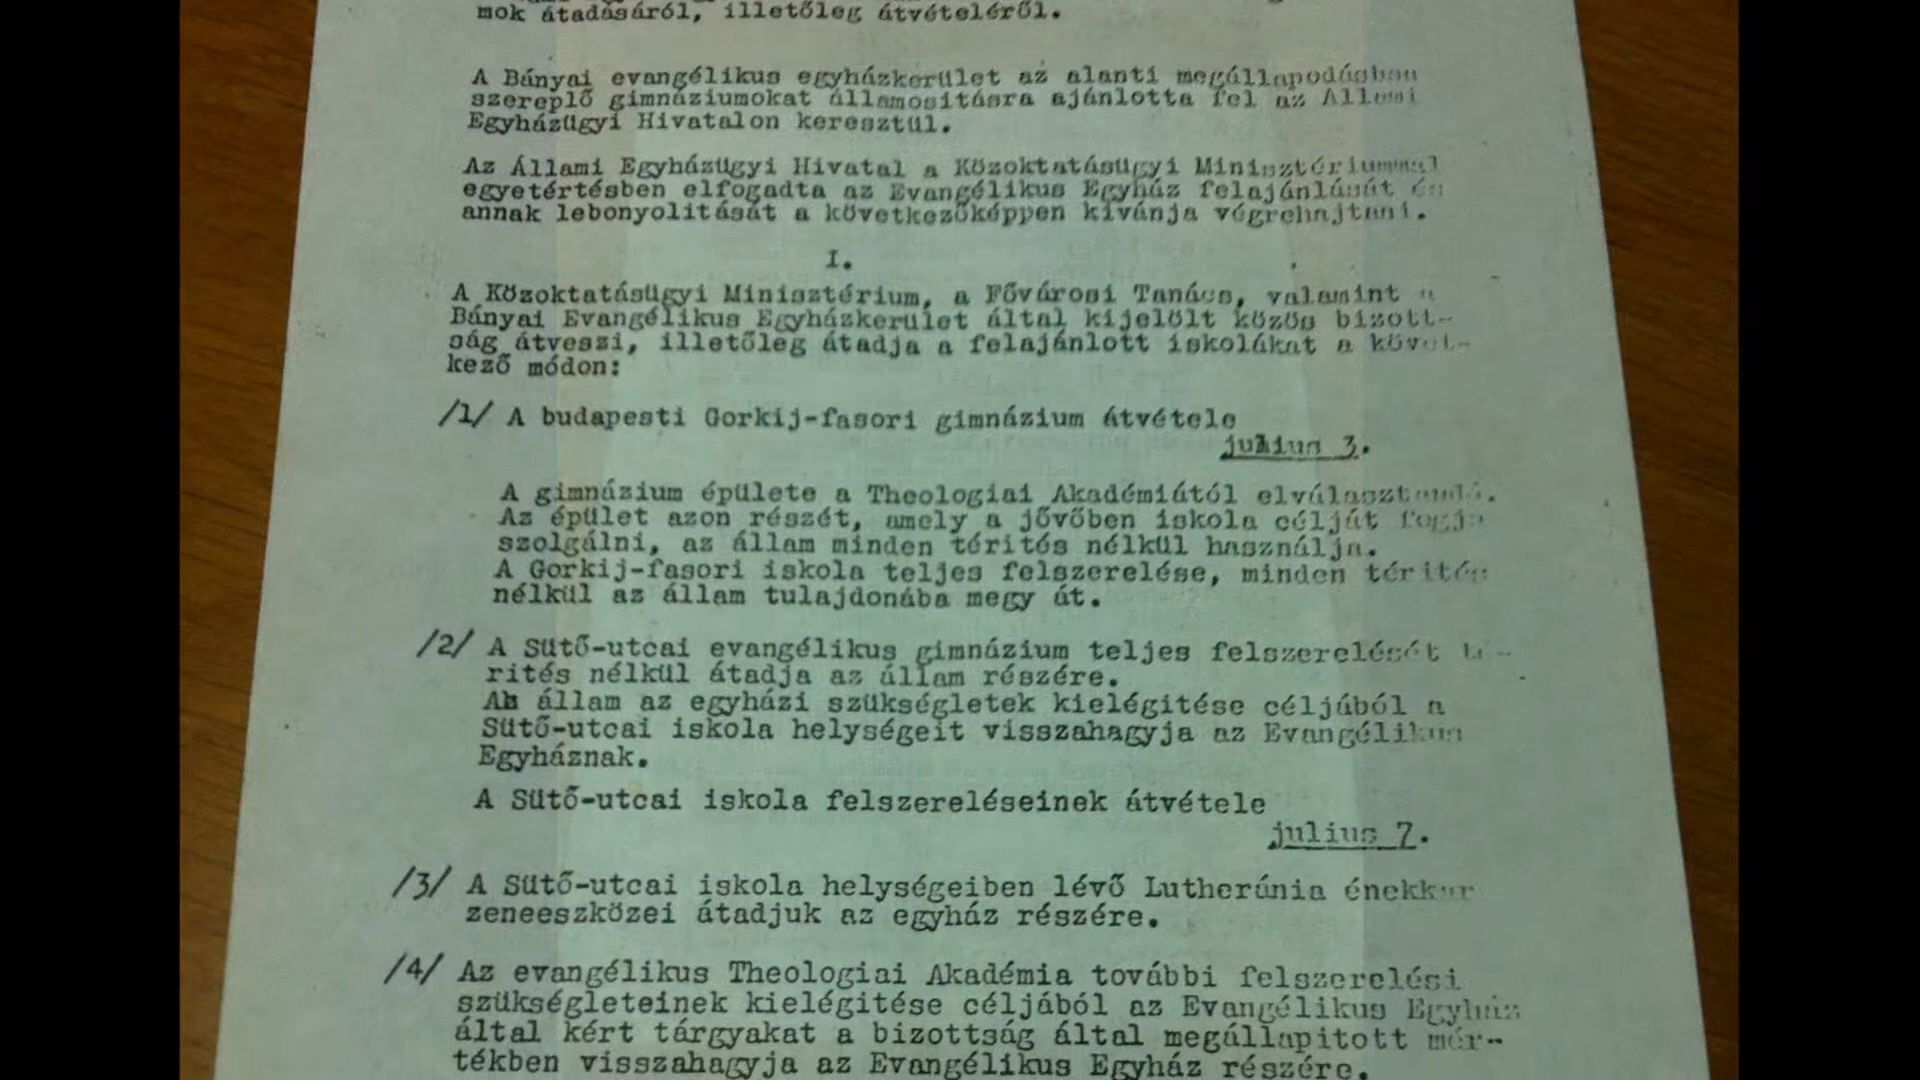 mok átadásáról, illetőleg átvételéről.
A Bányai evangélikus egyházkerület az alanti megállapodásban
szereplő gimnáziumokat államositásra ajánlotta fel az Állami
Egyházügyi Hivatalon keresztül.
Az Állami Egyházügyi Hivatal a Közoktatásügyi Minisztériummal
egyetértésben elfogadta az Evangélikus Egyház felajánlását és
annak lebonyolitását a következőképpen kivánja végrehajtani.
I.
A Közoktatásügyi Minisztérium, a Fővárosi Tanács, valamint a
Bányai Evangélikus Egyházkerület által kijelölt közös bizott-
ság átveszi, illetőleg átadja a felajánlott iskolákat a követ-
kező módon:
/1/ A budapesti Gorkij-fasori gimnázium átvétele
julius 3.
A gimnázium épülete a Theologiai Akadémiától elválasztandó.
Az épület azon részét, amely a jövőben iskola célját fogja
szolgálni, az állam minden térités nélkül használja.
A Gorkij-fasori iskola teljes felszerelése, minden térités
nélkül az állam tulajdonába megy át.
/2/ A Sütő-utcai evangélikus gimnázium teljes felszerelését té-
rités nélkül átadja az állam részére.
Az állam az egyházi szükségletek kielégitése céljából a
Sütő-utcai iskola helységeit visszahagyja az Evangélikus
Egyháznak.
A Sütő-utcai iskola felszereléseinek átvétele
július 7.
/3/ A Sütő-utcai iskola helységeiben lévő Lutheránia énekkar
zeneeszközei átadjuk az egyház részére.
/4/ Az evangélikus Theologiai Akadémia további felszerelési
szükségleteinek kielégitése céljából az Evangélikus Egyház
által kért tárgyakat a bizottság által megállapitott mér-
tékben visszahagyja az Evangélikus Egyház részére.